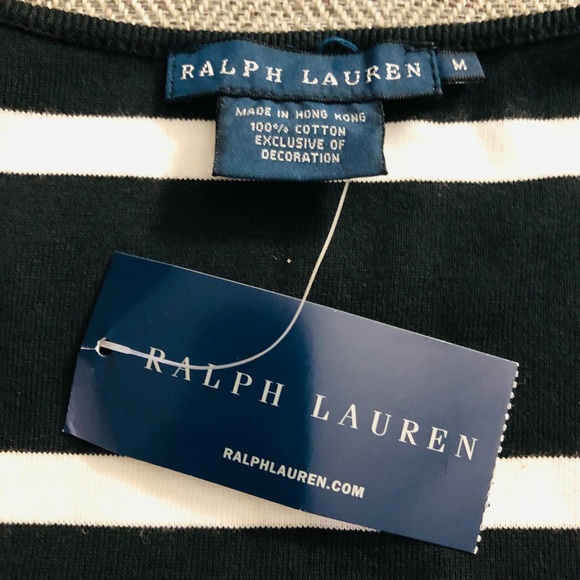 RALPH LAUREN
M
MADE IN HONG KONG
100% COTTON
EXCLUSIVE OF
DECORATION
RALPH LAUREN
RALPHLAUREN.COM